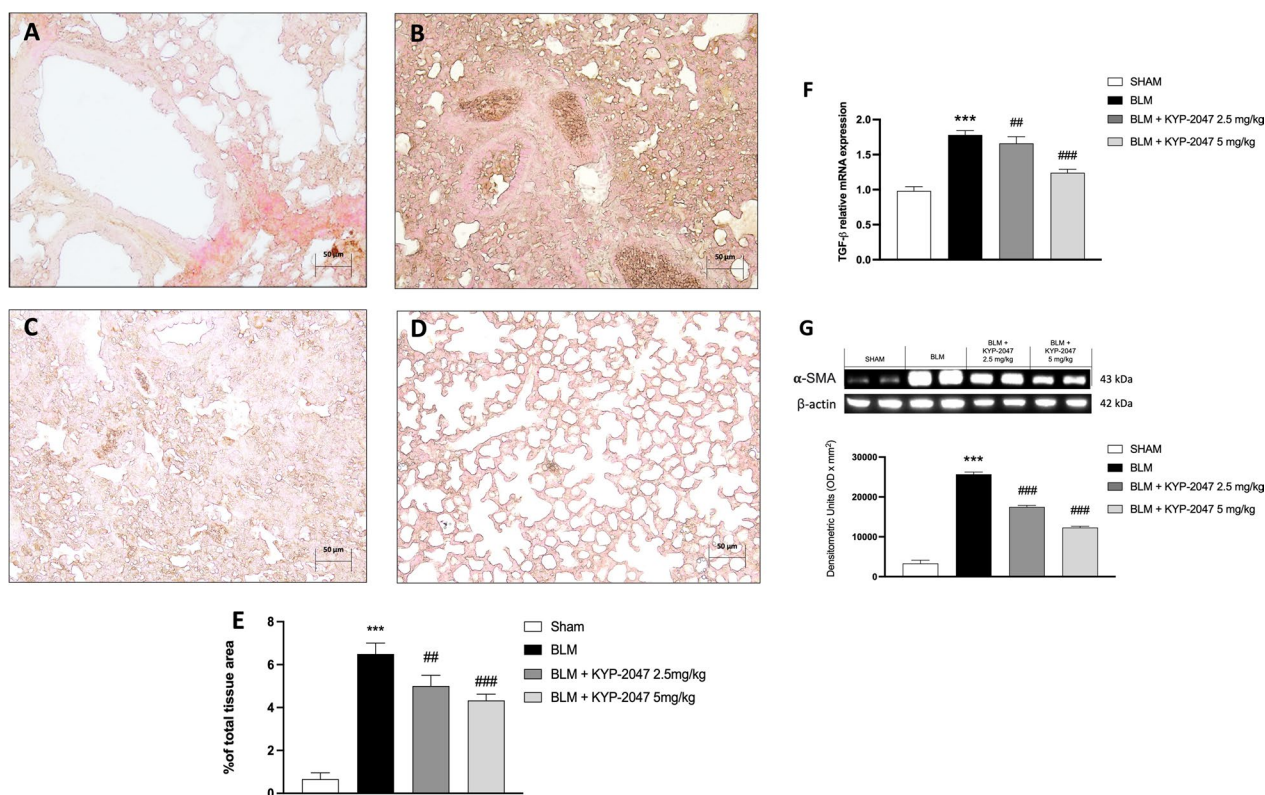 A
50 µm
B
50 µm
C
50 µm
D
50 µm
E
%of total tissue area
8
6
4
2
0
***
##
###
Sham
BLM
BLM + KYP-2047 2.5mg/kg
BLM + KYP-2047 5mg/kg
F
TGF-β relative mRNA expression
2.0
1.5
1.0
0.5
0.0
***
##
###
SHAM
BLM
BLM + KYP-2047 2.5 mg/kg
BLM + KYP-2047 5 mg/kg
G
SHAM
BLM
BLM +
KYP-2047
2.5 mg/kg
BLM +
KYP-2047
5 mg/kg
α-SMA
43 kDa
β-actin
42 kDa
Densitometric Units (OD x mm²)
30000
20000
10000
0
***
###
###
SHAM
BLM
BLM + KYP-2047 2.5 mg/kg
BLM + KYP-2047 5 mg/kg